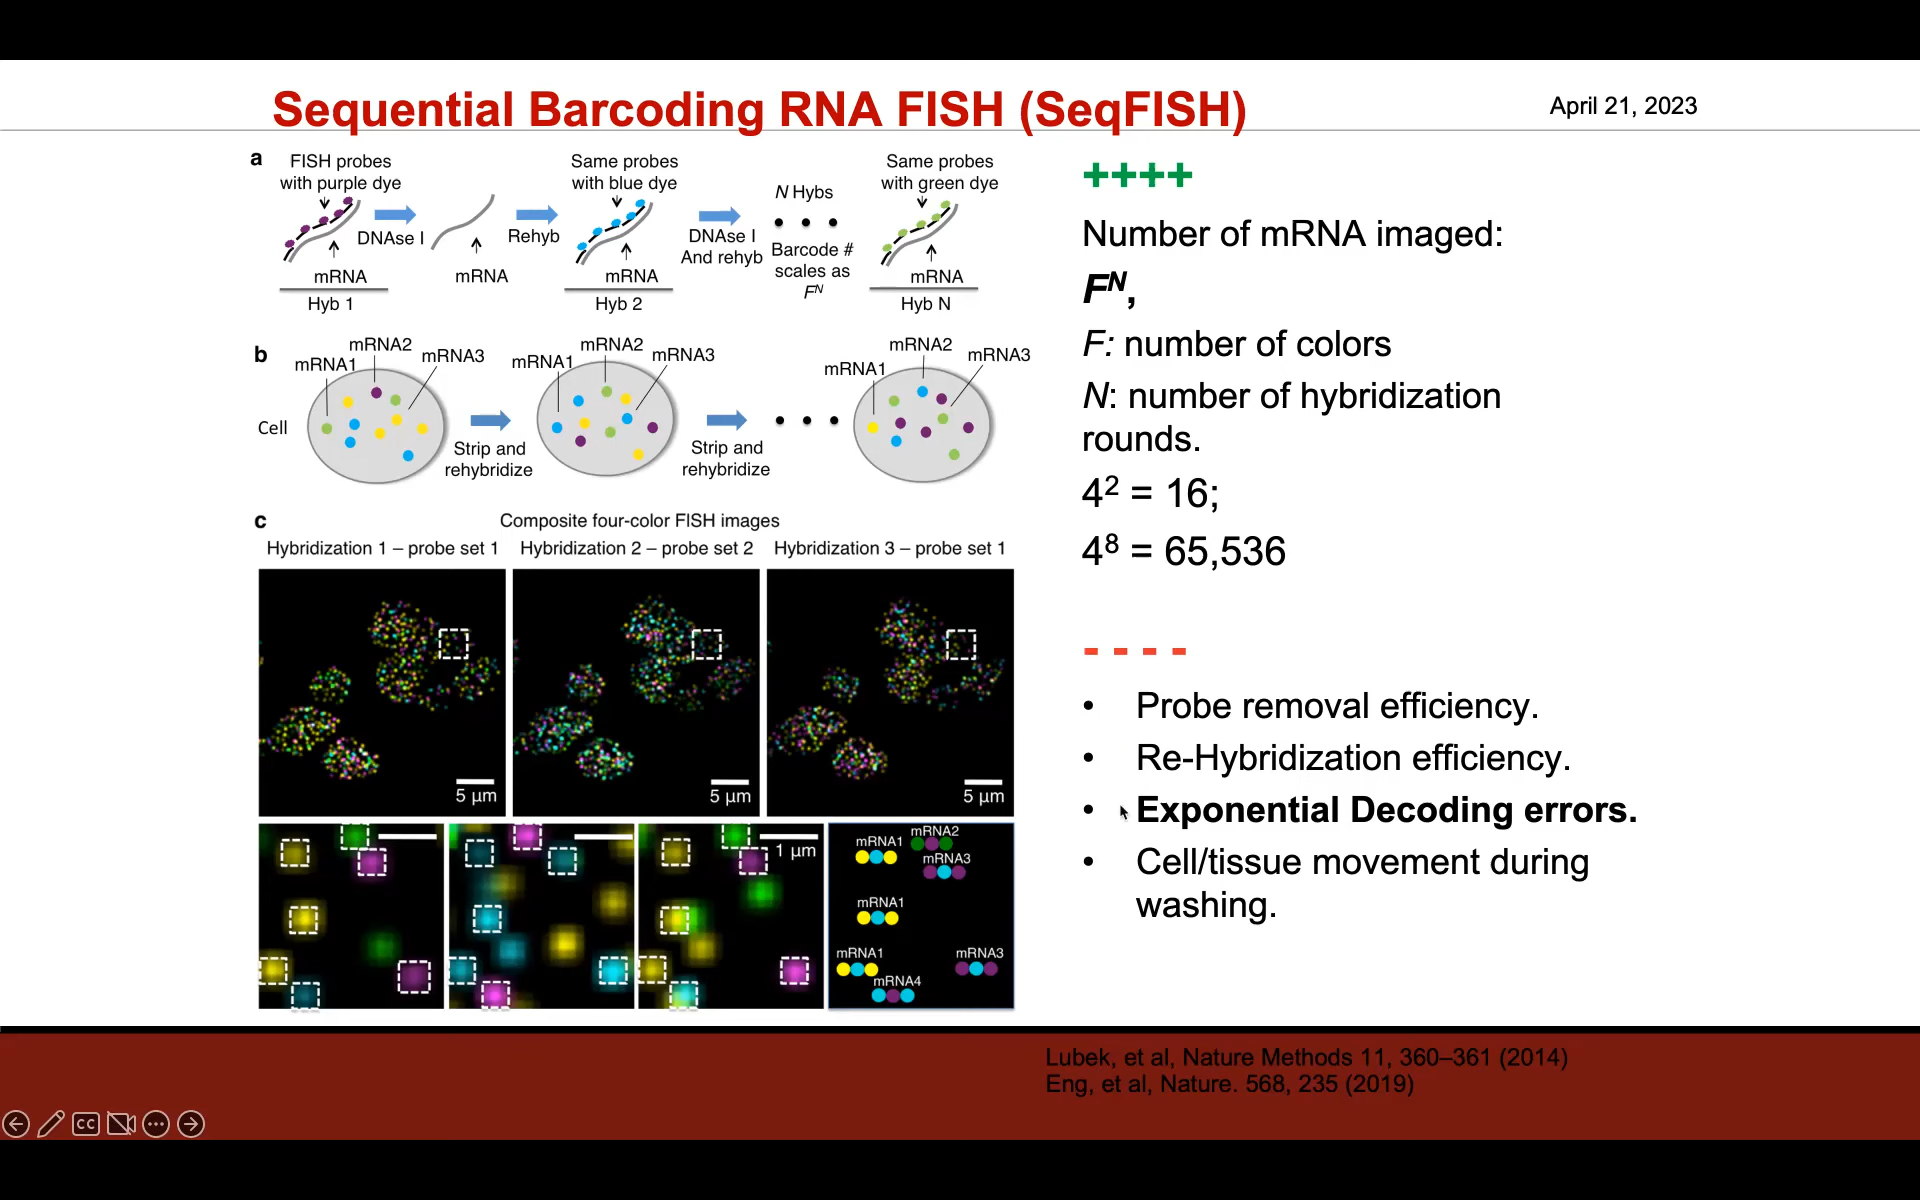 Sequential Barcoding RNA FISH (SeqFISH)
April 21, 2023
a
FISH probes
with purple dye
DNAse I
mRNA
Hyb 1
mRNA
Rehyb
Same probes
with blue dye
mRNA
Hyb 2
DNAse I
And rehyb
N Hybs
Barcode #
scales as
F^N
Same probes
with green dye
mRNA
Hyb N
b
Cell
mRNA1
mRNA2
mRNA3
Strip and
rehybridize
mRNA1
mRNA2
mRNA3
Strip and
rehybridize
mRNA1
mRNA2
mRNA3
c
Composite four-color FISH images
Hybridization 1 – probe set 1
Hybridization 2 – probe set 2
Hybridization 3 – probe set 1
5 µm
5 µm
5 µm
1 µm
mRNA1
mRNA2
mRNA3
mRNA1
mRNA1
mRNA3
mRNA4
++++
Number of mRNA imaged:
F^N,
F: number of colors
N: number of hybridization
rounds.
4² = 16;
4⁸ = 65,536
- - - -
• Probe removal efficiency.
• Re-Hybridization efficiency.
• Exponential Decoding errors.
• Cell/tissue movement during
washing.
Lubek, et al, Nature Methods 11, 360–361 (2014)
Eng, et al, Nature. 568, 235 (2019)
CC